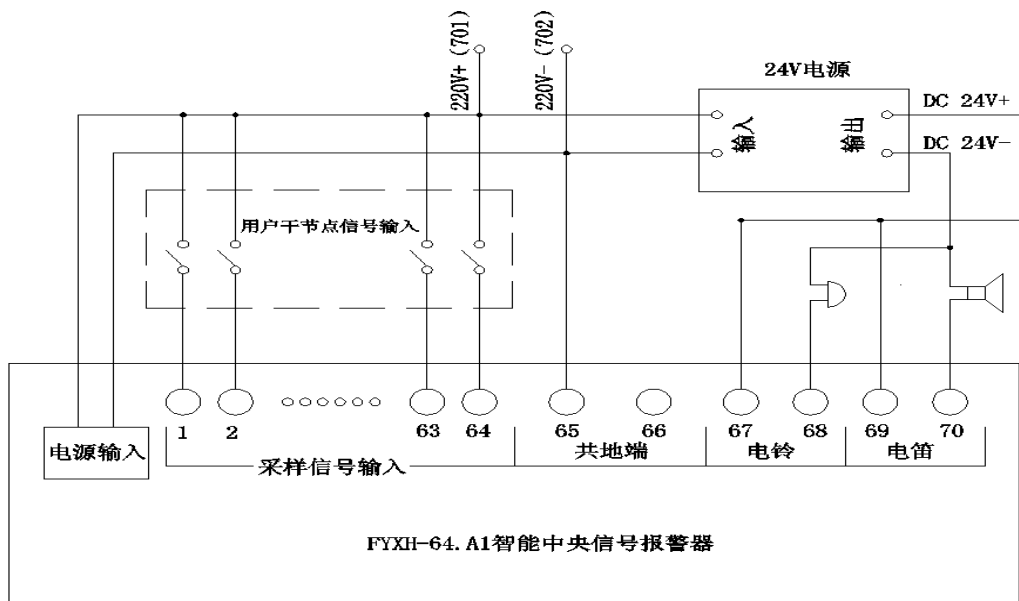 220V+(701)
220V-(702)
24V电源
输入
输出
DC 24V+
DC 24V-
用户干节点信号输入
1
2
63
64
65
66
67
68
69
70
电源输入
采样信号输入
共地端
电铃
电笛
FYXH-64.A1智能中央信号报警器